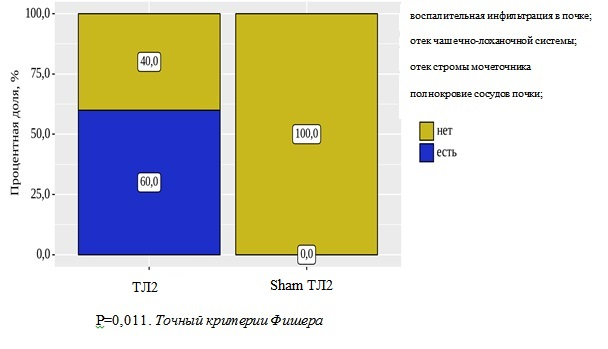 воспалительная инфильтрация в почке;
отек чашечно-лоханочной системы;
отек стромы мочеточника
полнокровие сосудов почки;
нет
есть
Процентная доля, %
100,0
75,0
50,0
25,0
0,0
40,0
60,0
100,0
0,0
ТЛ2
Sham ТЛ2
P=0,011. Точный критерии Фишера